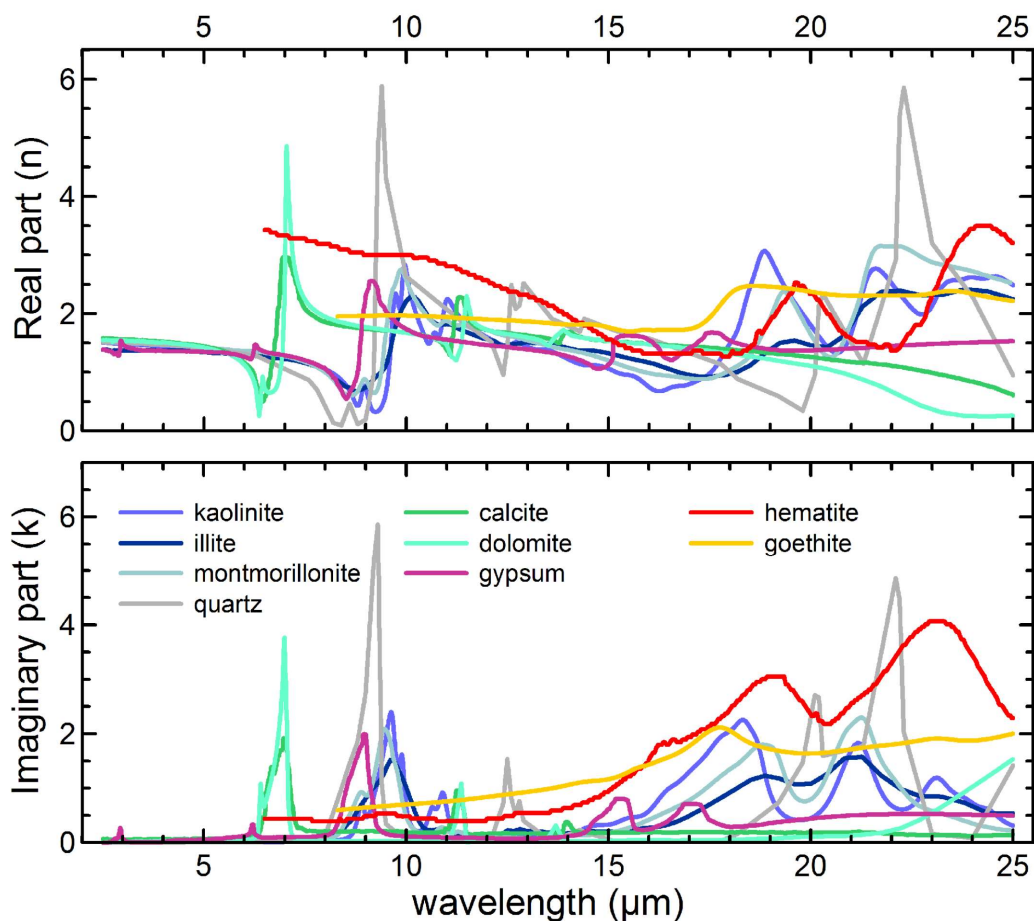 5 10 15 20 25
6
4
2
0
Real part (n)
kaolinite calcite hematite
illite dolomite goethite
montmorillonite gypsum
quartz
6
4
2
0
Imaginary part (k)
5 10 15 20 25
wavelength (µm)